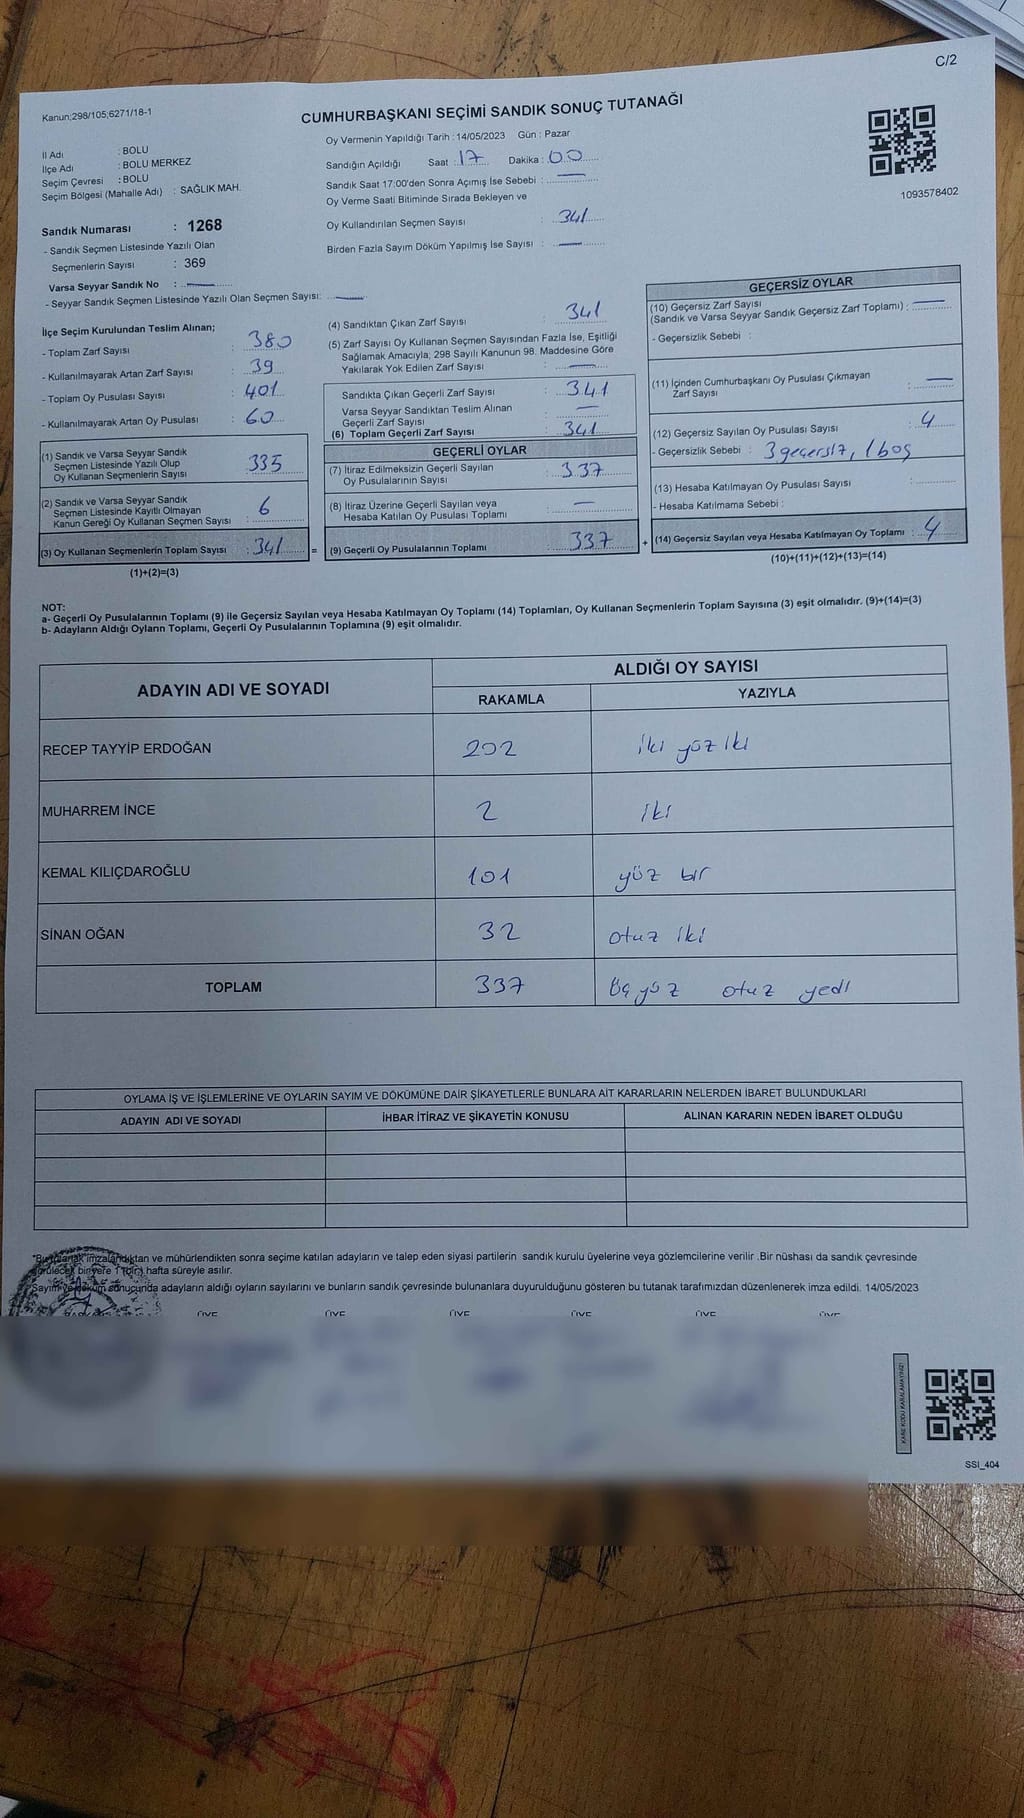 C/2
Kanun;298/105;6271/18-1
CUMHURBAŞKANI SEÇİMİ SANDIK SONUÇ TUTANAĞI
İl Adı : BOLU
İlçe Adı : BOLU MERKEZ
Seçim Çevresi : BOLU
Seçim Bölgesi (Mahalle Adı) : SAĞLIK MAH.
Sandık Numarası : 1268
- Sandık Seçmen Listesinde Yazılı Olan
Seçmenlerin Sayısı : 369
Varsa Seyyar Sandık No :
- Seyyar Sandık Seçmen Listesinde Yazılı Olan Seçmen Sayısı:
Oy Vermenin Yapıldığı Tarih : 14/05/2023 Gün : Pazar
Sandığın Açıldığı Saat : 17 Dakika : 00
Sandık Saat 17:00'den Sonra Açımış İse Sebebi :
Oy Verme Saati Bitiminde Sırada Bekleyen ve
Oy Kullandırılan Seçmen Sayısı : 341
Birden Fazla Sayım Döküm Yapılmış İse Sayısı :
1093578402
İlçe Seçim Kurulundan Teslim Alınan;
- Toplam Zarf Sayısı : 380
- Kullanılmayarak Artan Zarf Sayısı : 39
- Toplam Oy Pusulası Sayısı : 401
- Kullanılmayarak Artan Oy Pusulası : 60
(1) Sandık ve Varsa Seyyar Sandık
Seçmen Listesinde Yazılı Olup
Oy Kullanan Seçmenlerin Sayısı : 335
(2) Sandık ve Varsa Seyyar Sandık
Seçmen Listesinde Kayıtlı Olmayan
Kanun Gereği Oy Kullanan Seçmen Sayısı : 6
(3) Oy Kullanan Seçmenlerin Toplam Sayısı : 341 =
(1)+(2)=(3)
(4) Sandıktan Çıkan Zarf Sayısı : 341
(5) Zarf Sayısı Oy Kullanan Seçmen Sayısından Fazla İse, Eşitliği
Sağlamak Amacıyla; 298 Sayılı Kanunun 98. Maddesine Göre
Yakılarak Yok Edilen Zarf Sayısı :
Sandıkta Çıkan Geçerli Zarf Sayısı : 341
Varsa Seyyar Sandıktan Teslim Alınan
Geçerli Zarf Sayısı :
(6) Toplam Geçerli Zarf Sayısı : 341
GEÇERLİ OYLAR
(7) İtiraz Edilmeksizin Geçerli Sayılan
Oy Pusulalarının Sayısı : 337
(8) İtiraz Üzerine Geçerli Sayılan veya
Hesaba Katılan Oy Pusulası Toplamı :
(9) Geçerli Oy Pusulalarının Toplamı : 337 +
GEÇERSİZ OYLAR
(10) Geçersiz Zarf Sayısı
(Sandık ve Varsa Seyyar Sandık Geçersiz Zarf Toplamı) :
- Geçersizlik Sebebi :
(11) İçinden Cumhurbaşkanı Oy Pusulası Çıkmayan
Zarf Sayısı :
(12) Geçersiz Sayılan Oy Pusulası Sayısı : 4
- Geçersizlik Sebebi : 3 geçersiz, 1 boş
(13) Hesaba Katılmayan Oy Pusulası Sayısı :
- Hesaba Katılmama Sebebi :
(14) Geçersiz Sayılan veya Hesaba Katılmayan Oy Toplamı : 4
(10)+(11)+(12)+(13)=(14)
NOT:
a- Geçerli Oy Pusulalarının Toplamı (9) ile Geçersiz Sayılan veya Hesaba Katılmayan Oy Toplamı (14) Toplamları, Oy Kullanan Seçmenlerin Toplam Sayısına (3) eşit olmalıdır. (9)+(14)=(3)
b- Adayların Aldığı Oyların Toplamı, Geçerli Oy Pusulalarının Toplamına (9) eşit olmalıdır.
ADAYIN ADI VE SOYADI ALDIĞI OY SAYISI
RAKAMLA YAZIYLA
RECEP TAYYİP ERDOĞAN 202 iki yüz iki
MUHARREM İNCE 2 iki
KEMAL KILIÇDAROĞLU 101 yüz bir
SİNAN OĞAN 32 otuz iki
TOPLAM 337 Üç yüz otuz yedi
OYLAMA İŞ VE İŞLEMLERİNE VE OYLARIN SAYIM VE DÖKÜMÜNE DAİR ŞİKAYETLERLE BUNLARA AİT KARARLARIN NELERDEN İBARET BULUNDUKLARI
ADAYIN ADI VE SOYADI İHBAR İTİRAZ VE ŞİKAYETİN KONUSU ALINAN KARARIN NEDEN İBARET OLDUĞU
*Bu tutanak imzalandıktan ve mühürlendikten sonra seçime katılan adayların ve talep eden siyasi partilerin sandık kurulu üyelerine veya gözlemcilerine verilir .Bir nüshası da sandık çevresinde
görülecek bir yere 1 (bir) hafta süreyle asılır.
*Sayım ve döküm sonucunda adayların aldığı oyların sayılarını ve bunların sandık çevresinde bulunanlara duyurulduğunu gösteren bu tutanak tarafımızdan düzenlenerek imza edildi. 14/05/2023
ÜYE ÜYE ÜYE ÜYE ÜYE ÜYE
KARE KODU KARALAMAYINIZ!
SSI_404